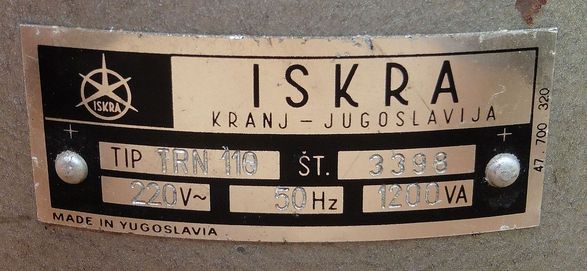 ISKRA
ISKRA
KRANJ – JUGOSLAVIJA
TIP TRN 110 ŠT. 3398
220V~ 50Hz 1200VA
MADE IN YUGOSLAVIA
47.700 320